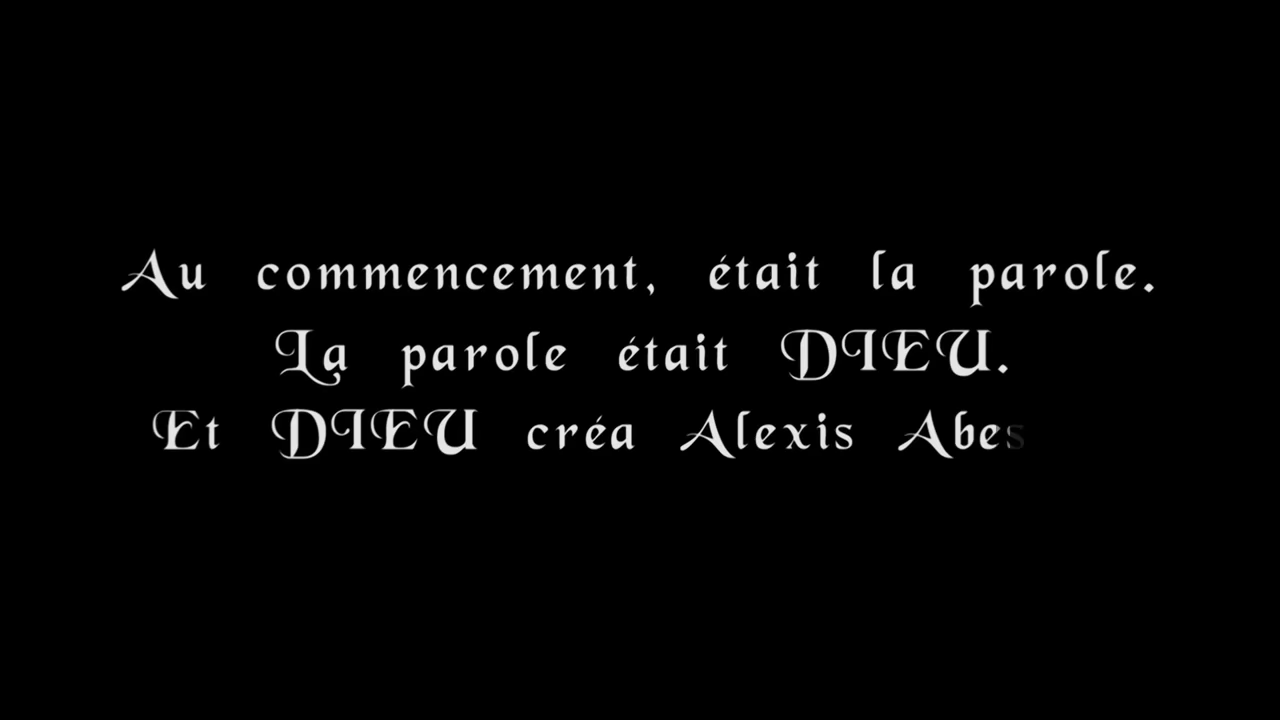 Au commencement, était la parole.
La parole était DIEU.
Et DIEU créa Alexis Abes